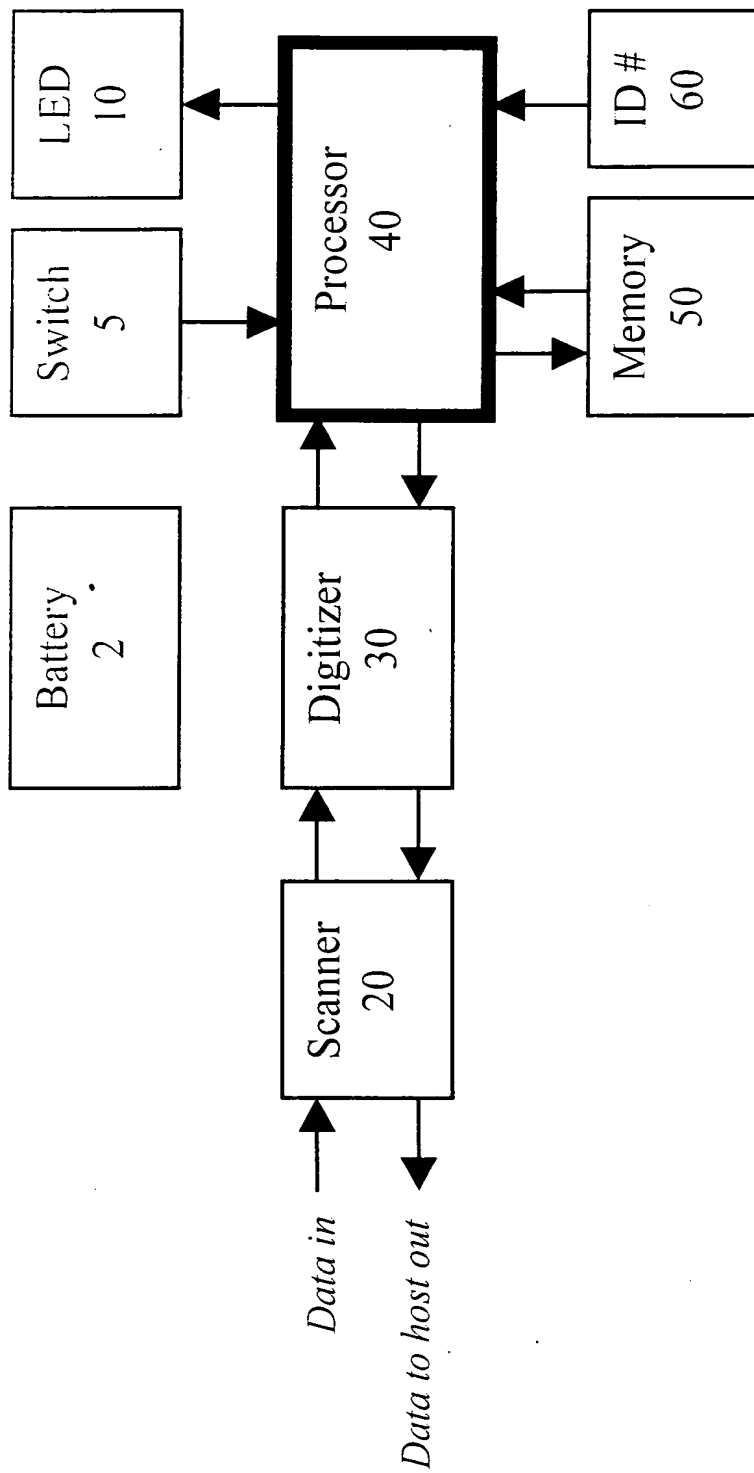 Battery
2
Switch
5
LED
10
Data in
Data to host out
Scanner
20
Digitizer
30
Processor
40
Memory
50
ID #
60